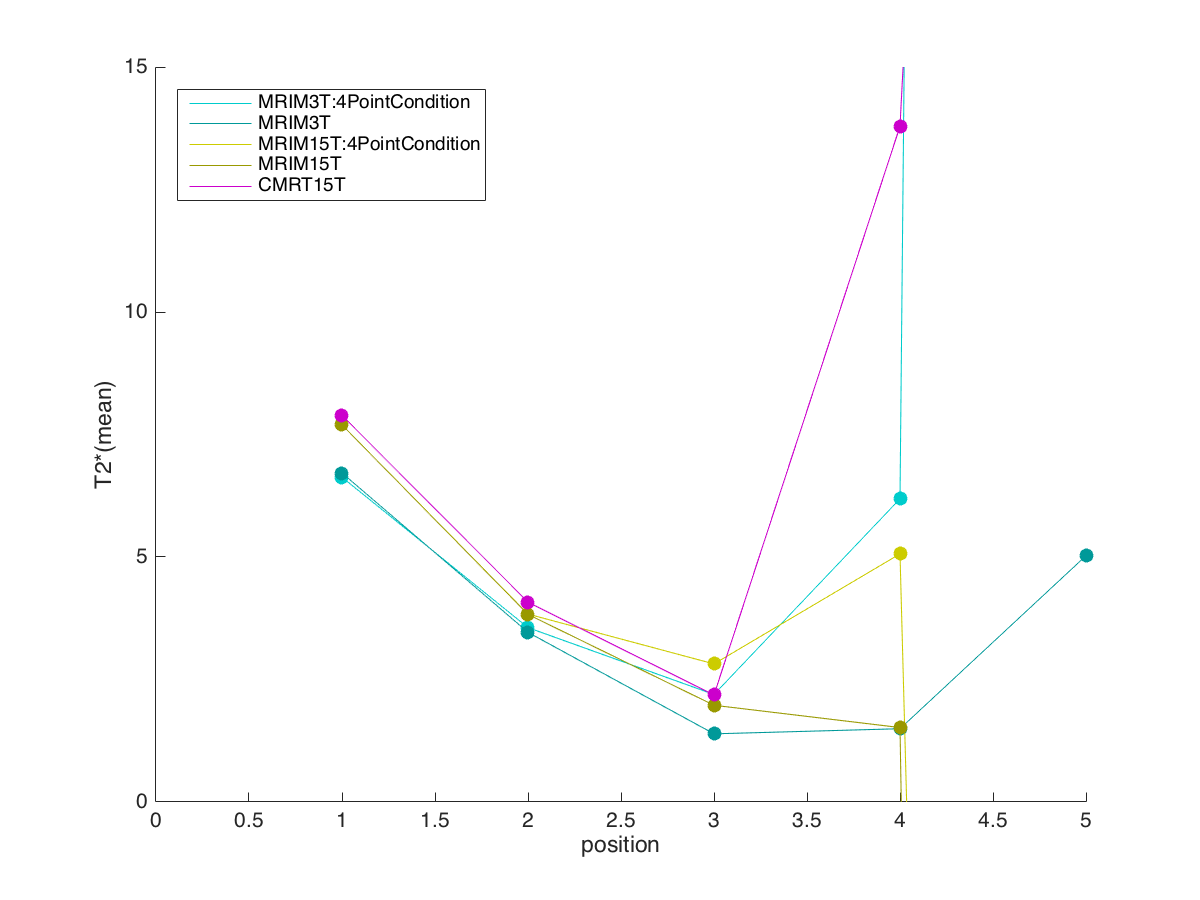 15
MRIM3T:4PointCondition
MRIM3T
MRIM15T:4PointCondition
MRIM15T
CMRT15T
10
T2*(mean)
5
0
0 0.5 1 1.5 2 2.5 3 3.5 4 4.5 5
position